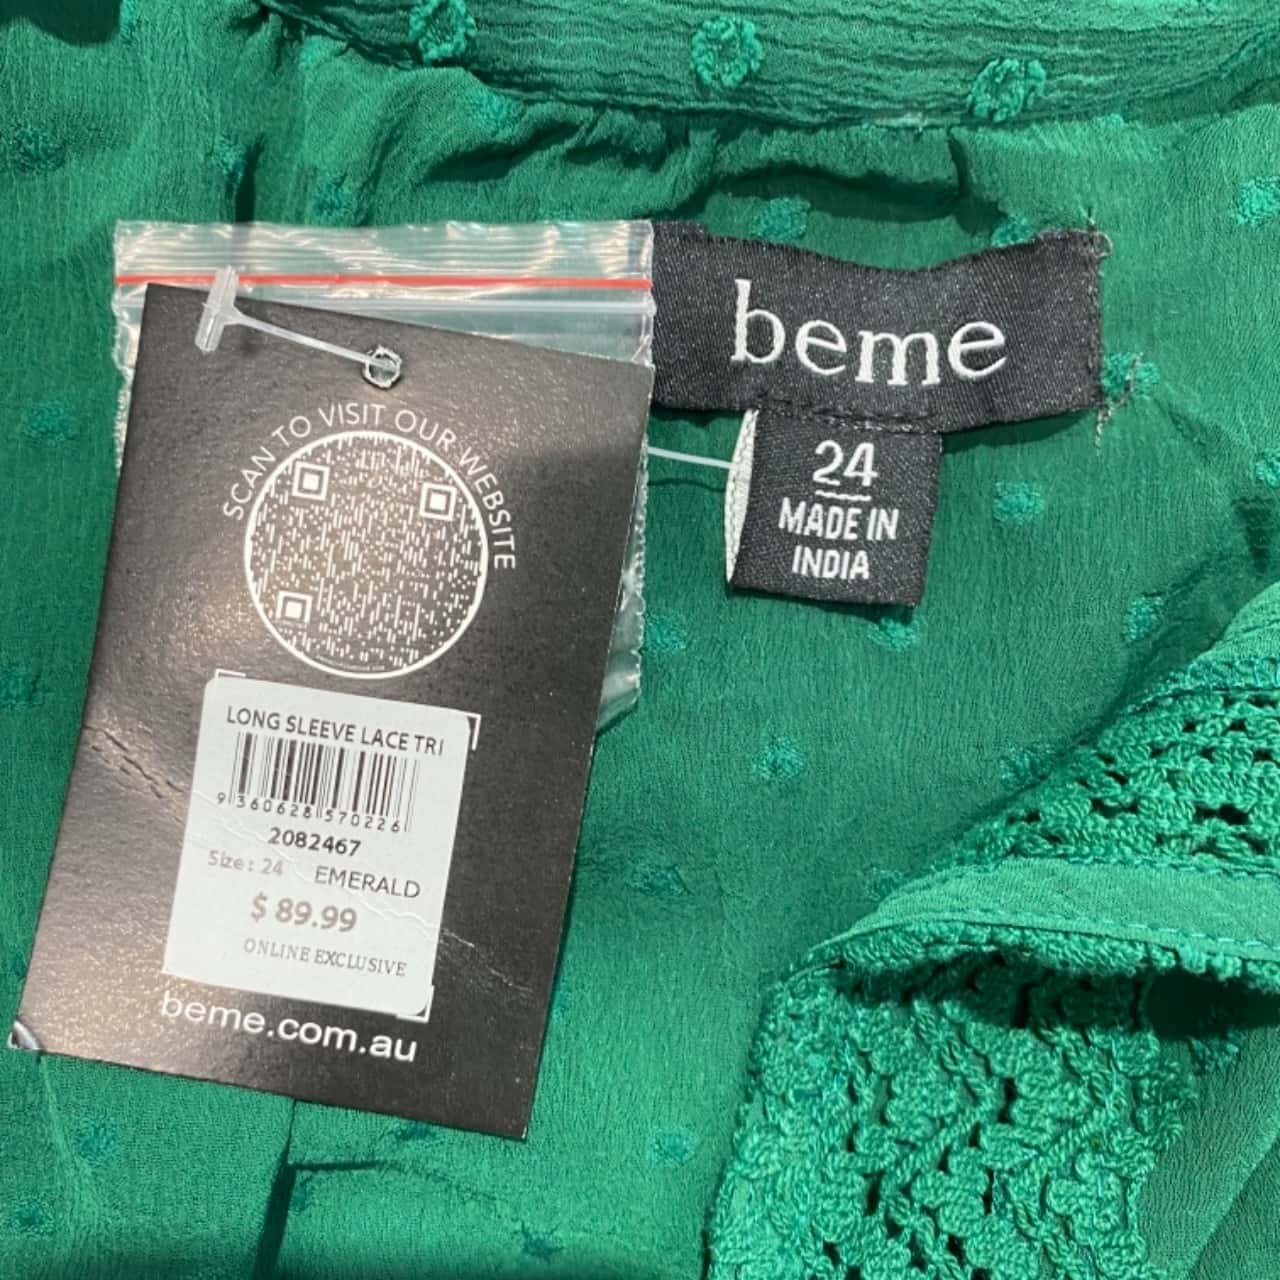 beme
24
MADE IN
INDIA
SCAN TO VISIT OUR WEBSITE
LONG SLEEVE LACE TRI
9 360628 570226
2082467
Size: 24 EMERALD
$ 89.99
ONLINE EXCLUSIVE
beme.com.au